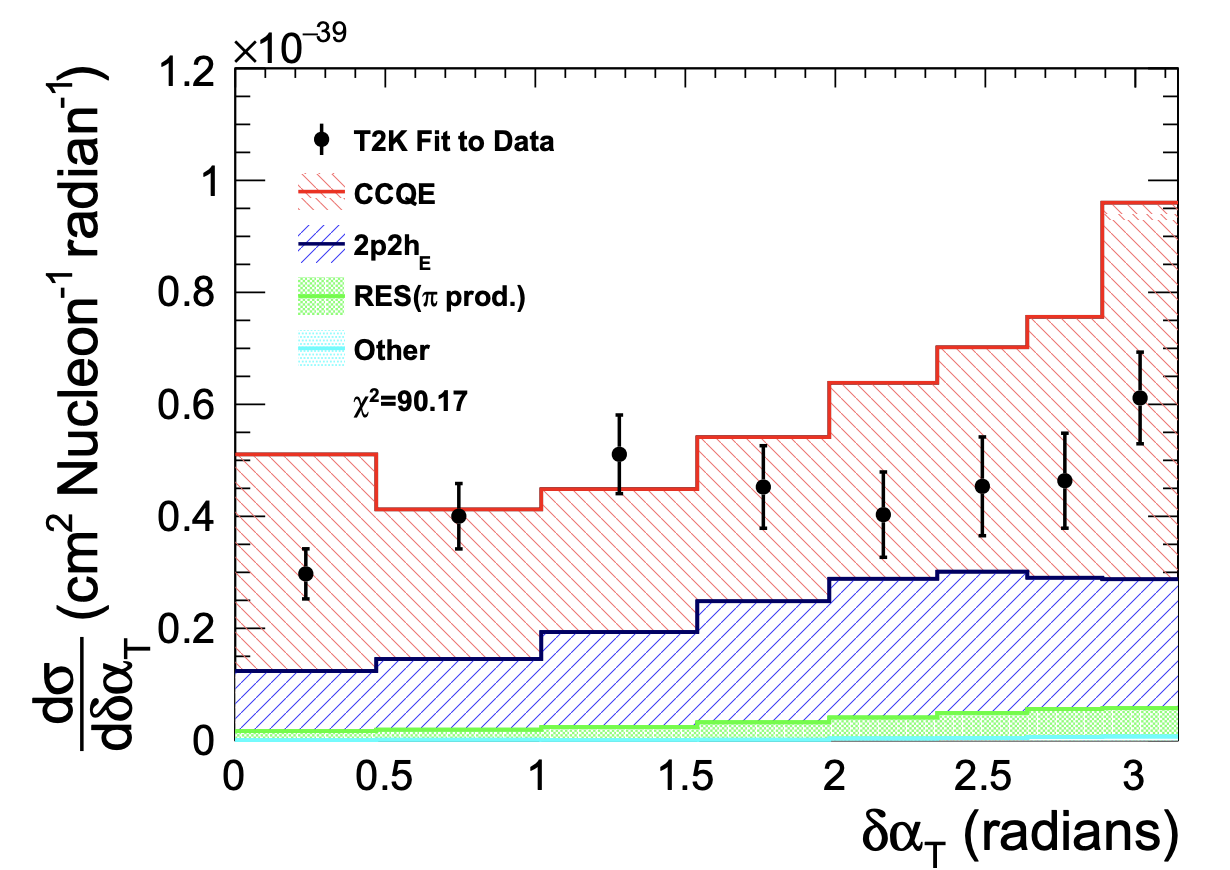 ×10⁻³⁹
1.2
1
0.8
0.6
0.4
0.2
0
dσ/dδα_T (cm² Nucleon⁻¹ radian⁻¹)
T2K Fit to Data
CCQE
2p2h_E
RES(π prod.)
Other
χ²=90.17
0 0.5 1 1.5 2 2.5 3
δα_T (radians)